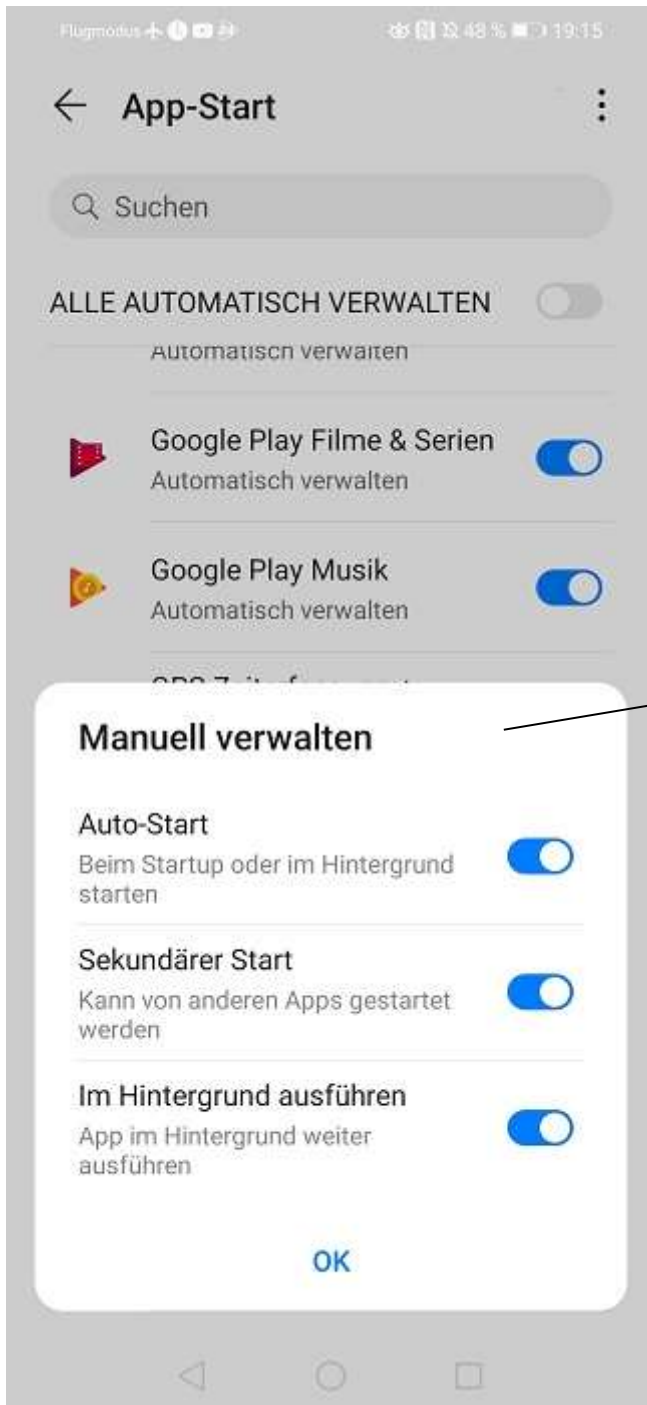 Flugmodus 48 % 19:15
App-Start
Suchen
ALLE AUTOMATISCH VERWALTEN
Automatisch verwalten
Google Play Filme & Serien
Automatisch verwalten
Google Play Musik
Automatisch verwalten
Manuell verwalten
Auto-Start
Beim Startup oder im Hintergrund
starten
Sekundärer Start
Kann von anderen Apps gestartet
werden
Im Hintergrund ausführen
App im Hintergrund weiter
ausführen
OK